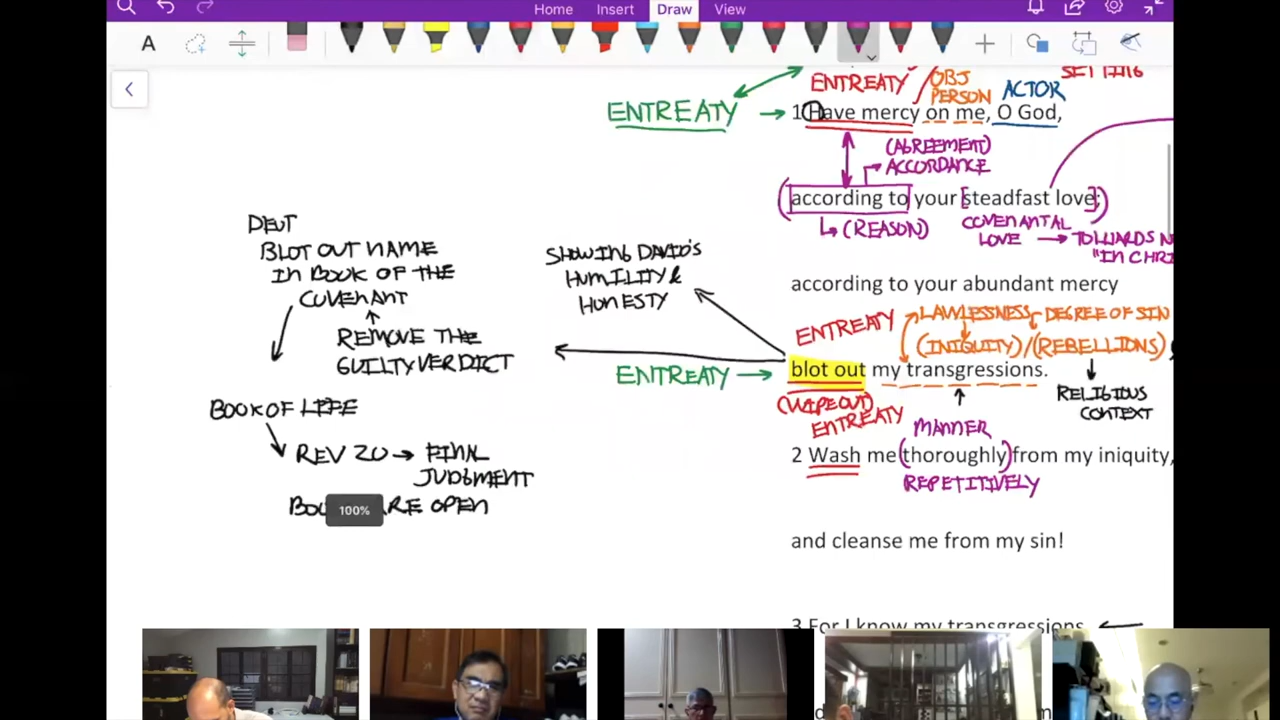 Home Insert Draw View
A
ENTREATY
OBJ
PERSON
ACTOR
ENTREATY → 1 Have mercy on me, O God,
(AGREEMENT)
ACCORDANCE
according to your [steadfast love;]
(REASON)
COVENANTAL
LOVE → TOWARDS N
"IN CHRI
according to your abundant mercy
DEUT
BLOT OUT NAME
IN BOOK OF THE
COVENANT
REMOVE THE
GUILTY VERDICT
SHOWING DAVID'S
HUMILITY &
HONESTY
ENTREATY
LAWLESSNESS DEGREE OF SIN
(INIQUITY)/(REBELLIONS)
ENTREATY → blot out my transgressions.
(WIPEOUT)
ENTREATY
RELIGIOUS
CONTEXT
MANNER
2 Wash me (thoroughly) from my iniquity,
REPETITIVELY
BOOK OF LIFE
REV 20 → FINAL
JUDGMENT
ARE OPEN
100%
and cleanse me from my sin!
3 For I know my transgressions